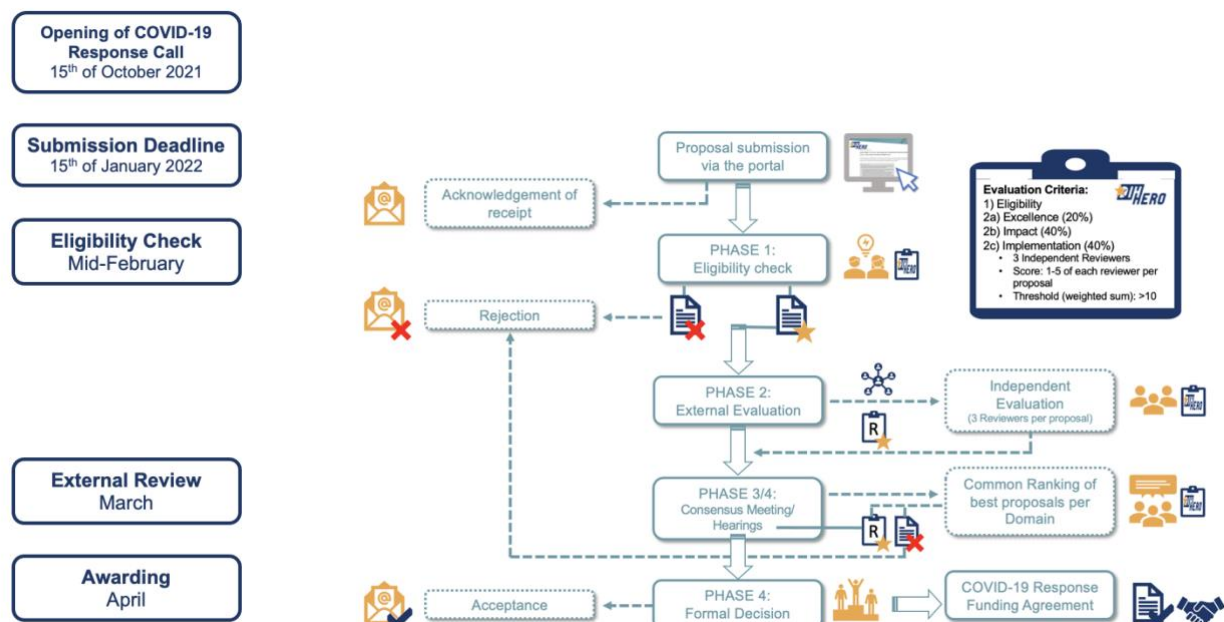 Opening of COVID-19
Response Call
15th of October 2021
Submission Deadline
15th of January 2022
Eligibility Check
Mid-February
External Review
March
Awarding
April
Proposal submission
via the portal
Acknowledgement of
receipt
PHASE 1:
Eligibility check
Rejection
PHASE 2:
External Evaluation
R
Independent
Evaluation
(3 Reviewers per proposal)
PHASE 3/4:
Consensus Meeting/
Hearings
R
Common Ranking of
best proposals per
Domain
PHASE 4:
Formal Decision
Acceptance
COVID-19 Response
Funding Agreement
Evaluation Criteria:
DIH
HERO
1) Eligibility
2a) Excellence (20%)
2b) Impact (40%)
2c) Implementation (40%)
• 3 Independent Reviewers
• Score: 1-5 of each reviewer per
proposal
• Threshold (weighted sum): >10